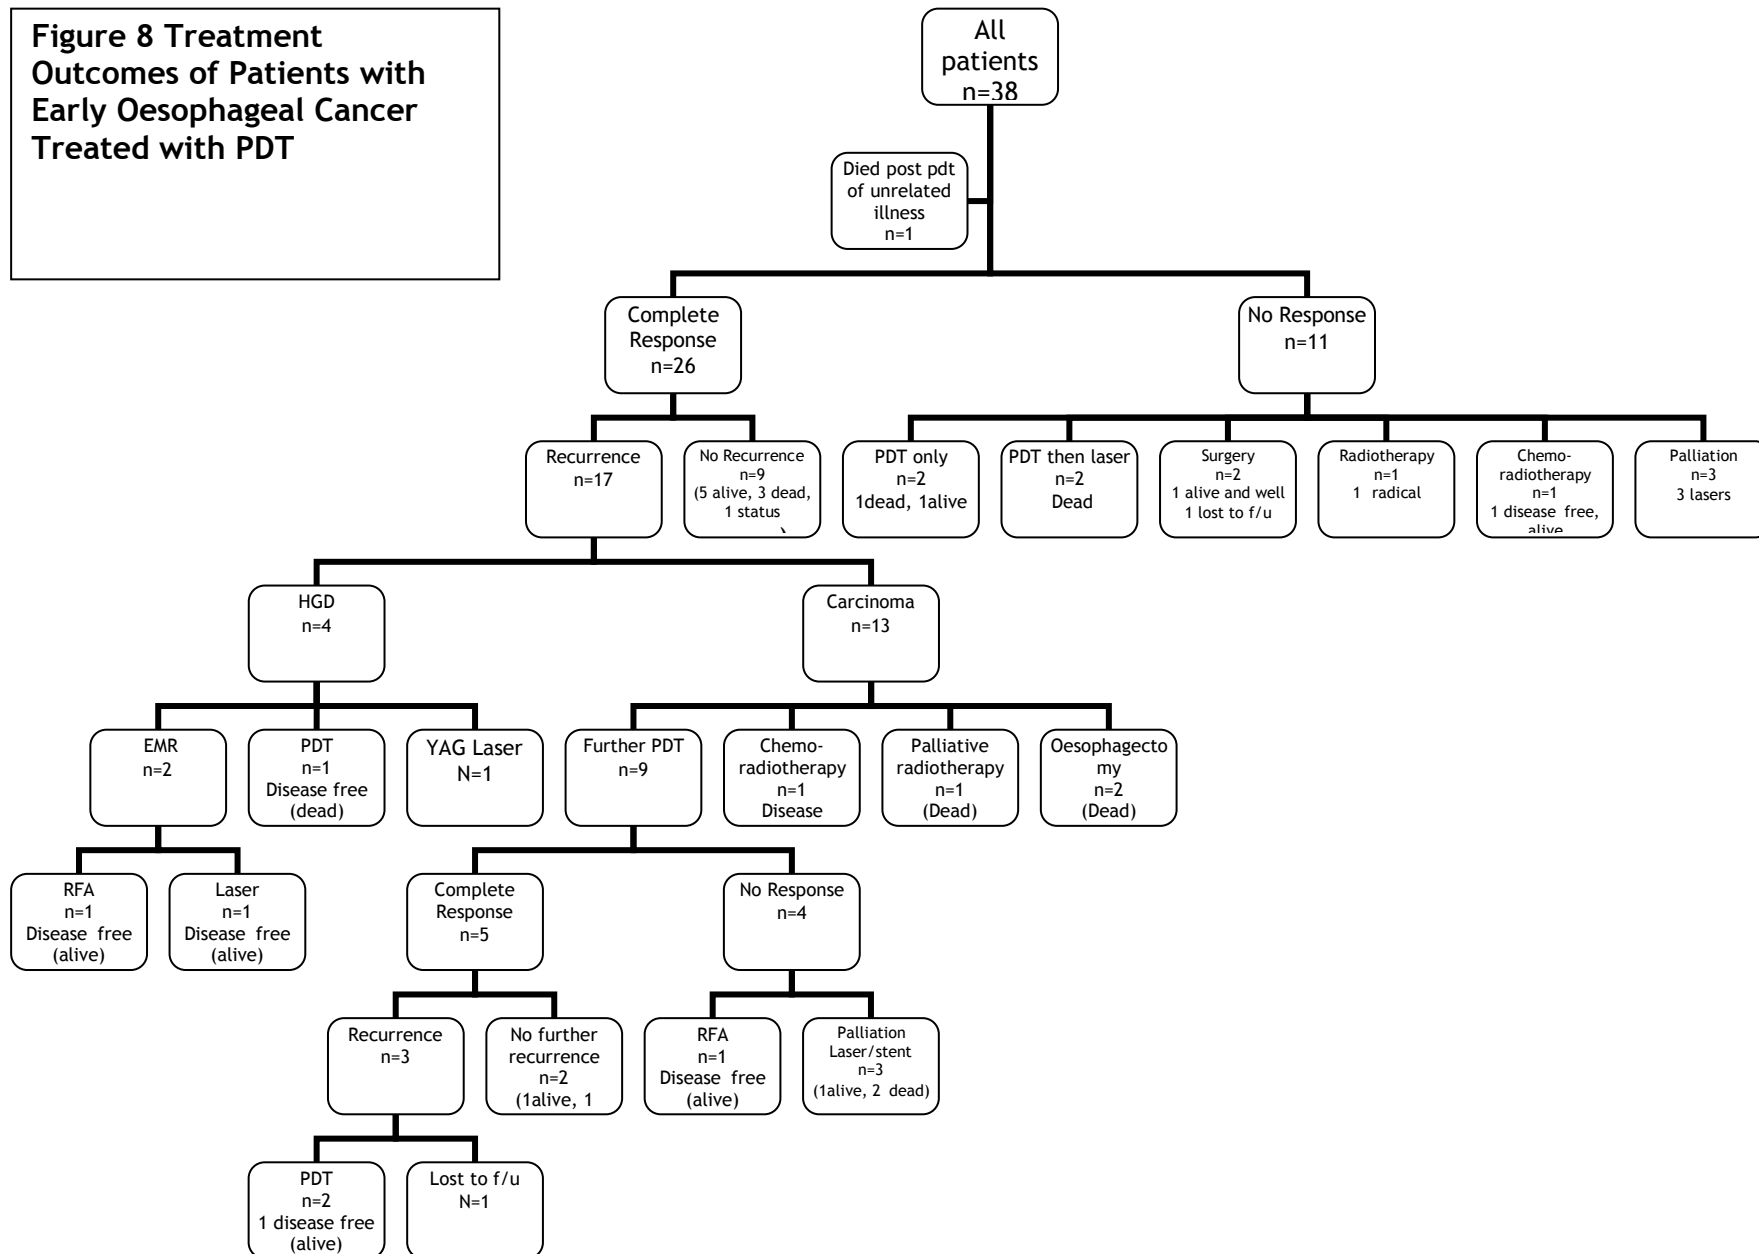 Figure 8 Treatment
Outcomes of Patients with
Early Oesophageal Cancer
Treated with PDT
All
patients
n=38
Died post pdt
of unrelated
illness
n=1
Complete
Response
n=26
No Response
n=11
Recurrence
n=17
No Recurrence
n=9
(5 alive, 3 dead,
1 status
PDT only
n=2
1dead, 1alive
PDT then laser
n=2
Dead
Surgery
n=2
1 alive and well
1 lost to f/u
Radiotherapy
n=1
1 radical
Chemo-
radiotherapy
n=1
1 disease free,
alive
Palliation
n=3
3 lasers
HGD
n=4
Carcinoma
n=13
EMR
n=2
PDT
n=1
Disease free
(dead)
YAG Laser
N=1
Further PDT
n=9
Chemo-
radiotherapy
n=1
Disease
Palliative
radiotherapy
n=1
(Dead)
Oesophagecto
my
n=2
(Dead)
RFA
n=1
Disease free
(alive)
Laser
n=1
Disease free
(alive)
Complete
Response
n=5
No Response
n=4
Recurrence
n=3
No further
recurrence
n=2
(1alive, 1
RFA
n=1
Disease free
(alive)
Palliation
Laser/stent
n=3
(1alive, 2 dead)
PDT
n=2
1 disease free
(alive)
Lost to f/u
N=1